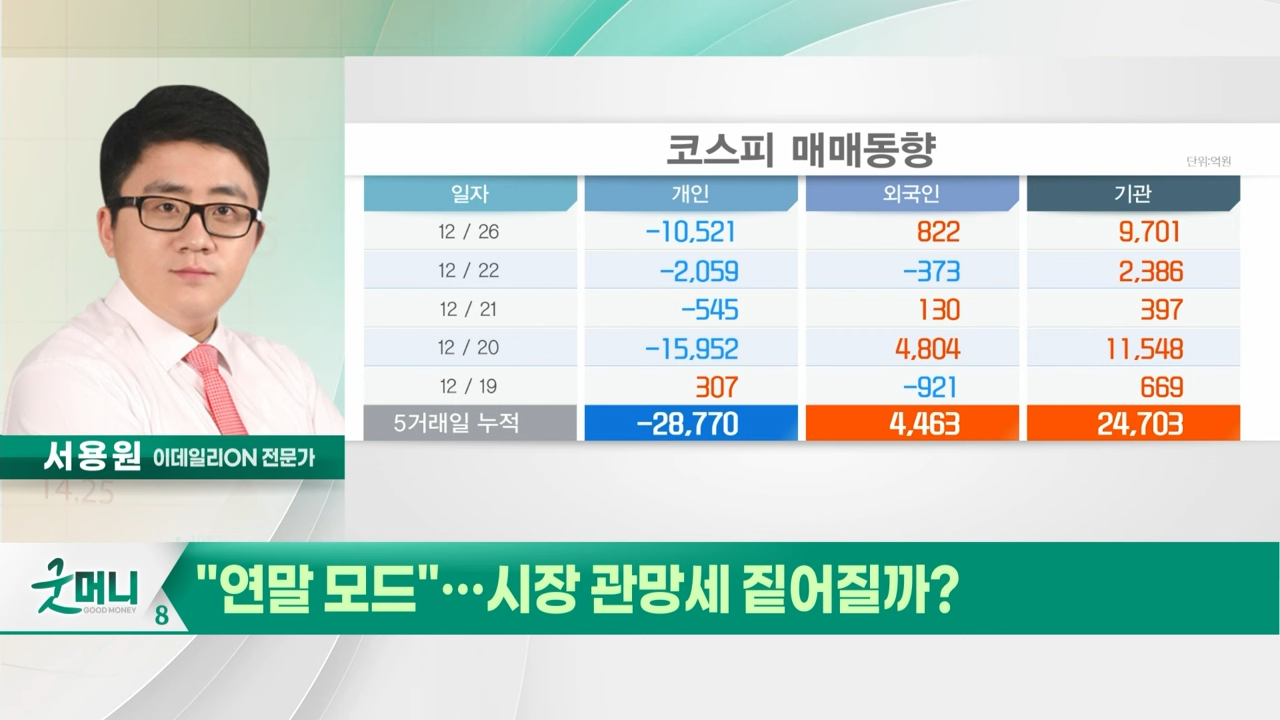 코스피 매매동향
단위:억원
일자 개인 외국인 기관
12 / 26 -10,521 822 9,701
12 / 22 -2,059 -373 2,386
12 / 21 -545 130 397
12 / 20 -15,952 4,804 11,548
12 / 19 307 -921 669
5거래일 누적 -28,770 4,463 24,703
서용원 이데일리ON 전문가
14.25
굿머니
GOOD MONEY
8
"연말 모드"…시장 관망세 짙어질까?